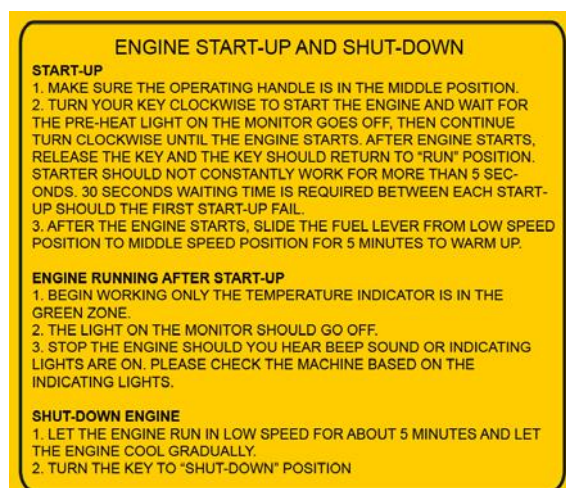 ENGINE START-UP AND SHUT-DOWN
START-UP
1. MAKE SURE THE OPERATING HANDLE IS IN THE MIDDLE POSITION.
2. TURN YOUR KEY CLOCKWISE TO START THE ENGINE AND WAIT FOR
THE PRE-HEAT LIGHT ON THE MONITOR GOES OFF, THEN CONTINUE
TURN CLOCKWISE UNTIL THE ENGINE STARTS. AFTER ENGINE STARTS,
RELEASE THE KEY AND THE KEY SHOULD RETURN TO "RUN" POSITION.
STARTER SHOULD NOT CONSTANTLY WORK FOR MORE THAN 5 SEC-
ONDS. 30 SECONDS WAITING TIME IS REQUIRED BETWEEN EACH START-
UP SHOULD THE FIRST START-UP FAIL.
3. AFTER THE ENGINE STARTS, SLIDE THE FUEL LEVER FROM LOW SPEED
POSITION TO MIDDLE SPEED POSITION FOR 5 MINUTES TO WARM UP.
ENGINE RUNNING AFTER START-UP
1. BEGIN WORKING ONLY THE TEMPERATURE INDICATOR IS IN THE
GREEN ZONE.
2. THE LIGHT ON THE MONITOR SHOULD GO OFF.
3. STOP THE ENGINE SHOULD YOU HEAR BEEP SOUND OR INDICATING
LIGHTS ARE ON. PLEASE CHECK THE MACHINE BASED ON THE
INDICATING LIGHTS.
SHUT-DOWN ENGINE
1. LET THE ENGINE RUN IN LOW SPEED FOR ABOUT 5 MINUTES AND LET
THE ENGINE COOL GRADUALLY.
2. TURN THE KEY TO "SHUT-DOWN" POSITION